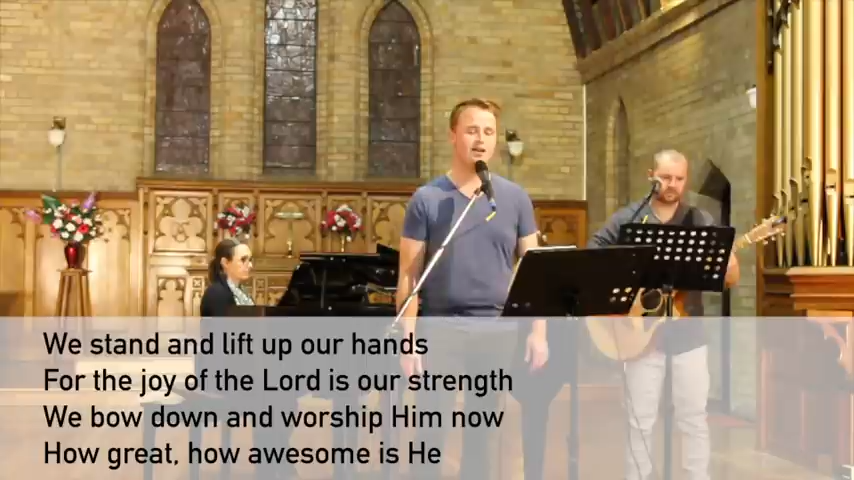 We stand and lift up our hands
For the joy of the Lord is our strength
We bow down and worship Him now
How great, how awesome is He